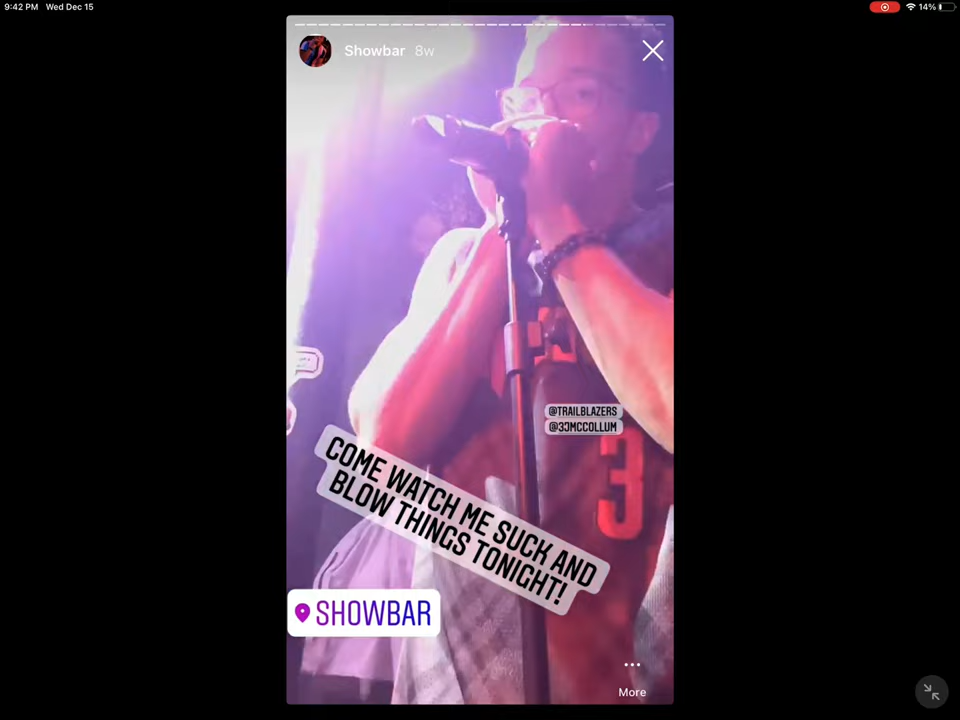 9:42 PM Wed Dec 15
14%
Showbar 8w
@TRAILBLAZERS
@3JMCCOLLUM
3
COME WATCH ME SUCK AND
BLOW THINGS TONIGHT!
SHOWBAR
More